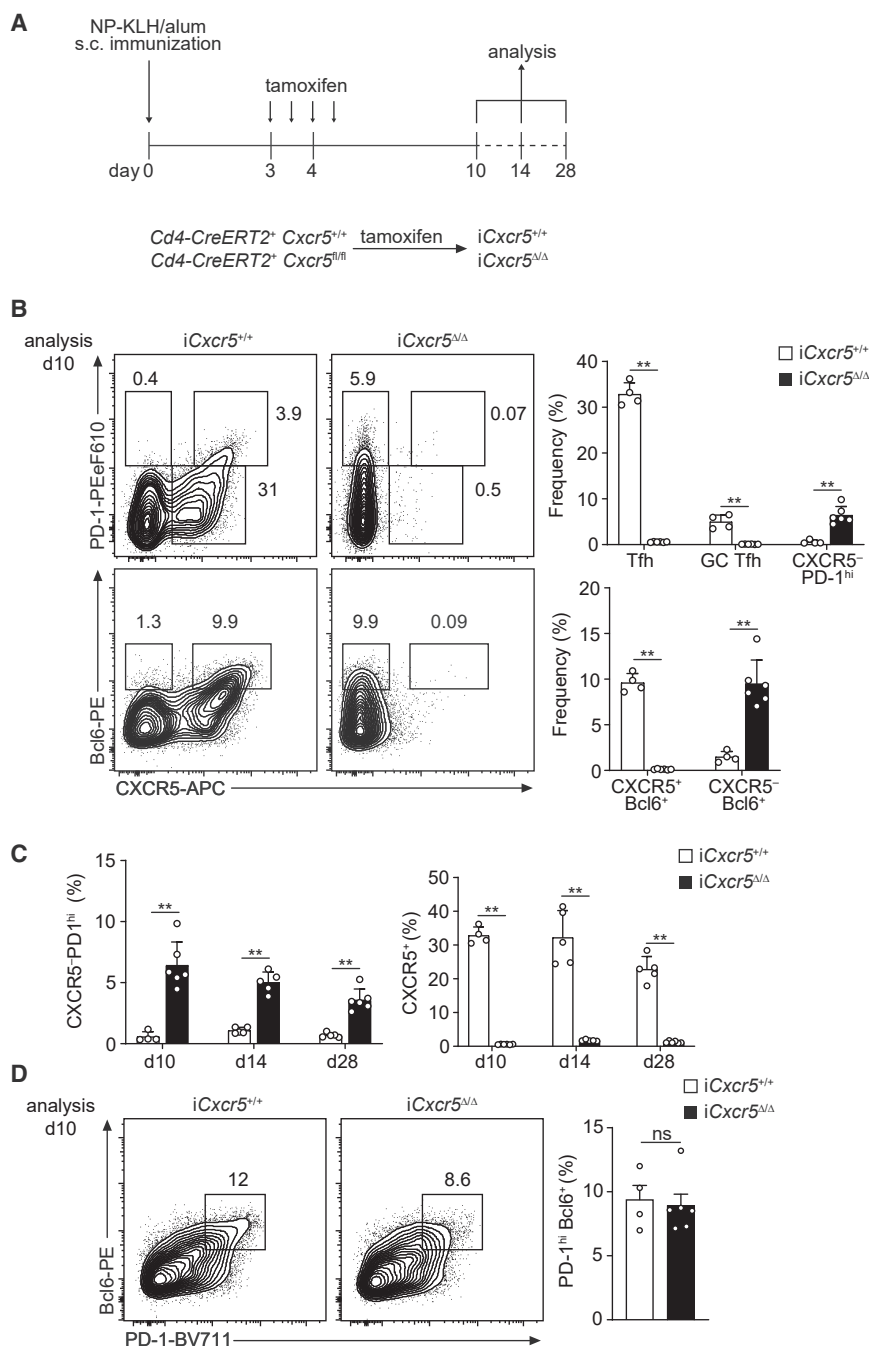 A
NP-KLH/alum
s.c. immunization
tamoxifen
analysis
day 0 3 4 10 14 28
Cd4-CreERT2+ Cxcr5+/+ tamoxifen iCxcr5+/+
Cd4-CreERT2+ Cxcr5fl/fl iCxcr5Δ/Δ
B
analysis
d10
iCxcr5+/+
iCxcr5Δ/Δ
PD-1-PEeF610
0.4
3.9
31
5.9
0.07
0.5
Bcl6-PE
1.3
9.9
9.9
0.09
CXCR5-APC
iCxcr5+/+
iCxcr5Δ/Δ
Frequency (%)
40
30
20
10
0
**
**
**
Tfh GC Tfh CXCR5–
PD-1hi
Frequency (%)
20
15
10
5
0
**
**
CXCR5+ CXCR5–
Bcl6+ Bcl6+
C
CXCR5–PD1hi (%)
15
10
5
0
**
**
**
d10 d14 d28
CXCR5+ (%)
50
40
30
20
10
0
**
**
**
d10 d14 d28
iCxcr5+/+
iCxcr5Δ/Δ
D
analysis
d10
iCxcr5+/+
iCxcr5Δ/Δ
Bcl6-PE
12
8.6
PD-1-BV711
iCxcr5+/+
iCxcr5Δ/Δ
PD-1hi Bcl6+ (%)
15
10
5
0
ns